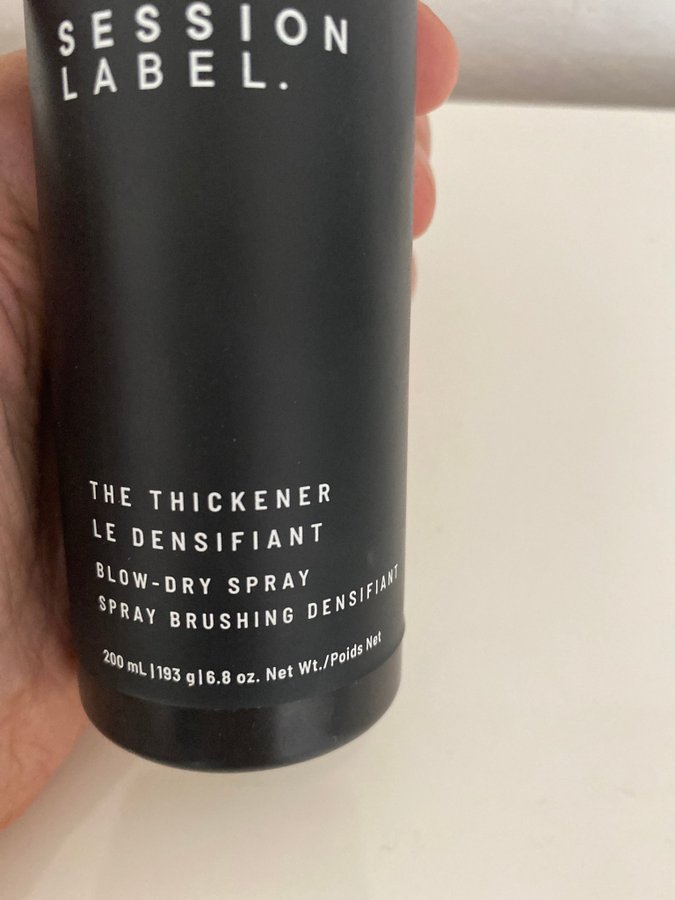 SESSION
LABEL.
THE THICKENER
LE DENSIFIANT
BLOW-DRY SPRAY
SPRAY BRUSHING DENSIFIANT
200 mL|193 g|6.8 oz. Net Wt./Poids Net